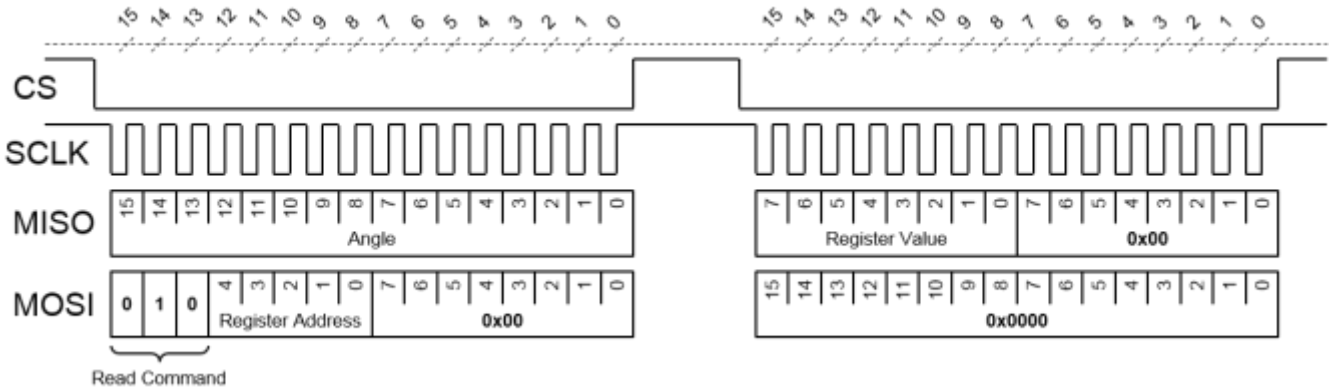 15 14 13 12 11 10 9 8 7 6 5 4 3 2 1 0 15 14 13 12 11 10 9 8 7 6 5 4 3 2 1 0
CS
SCLK
MISO 15 14 13 12 11 10 9 8 7 6 5 4 3 2 1 0 7 6 5 4 3 2 1 0 7 6 5 4 3 2 1 0
Angle Register Value 0x00
MOSI 0 1 0 4 3 2 1 0 7 6 5 4 3 2 1 0 15 14 13 12 11 10 9 8 7 6 5 4 3 2 1 0
Register Address 0x00 0x0000
Read Command